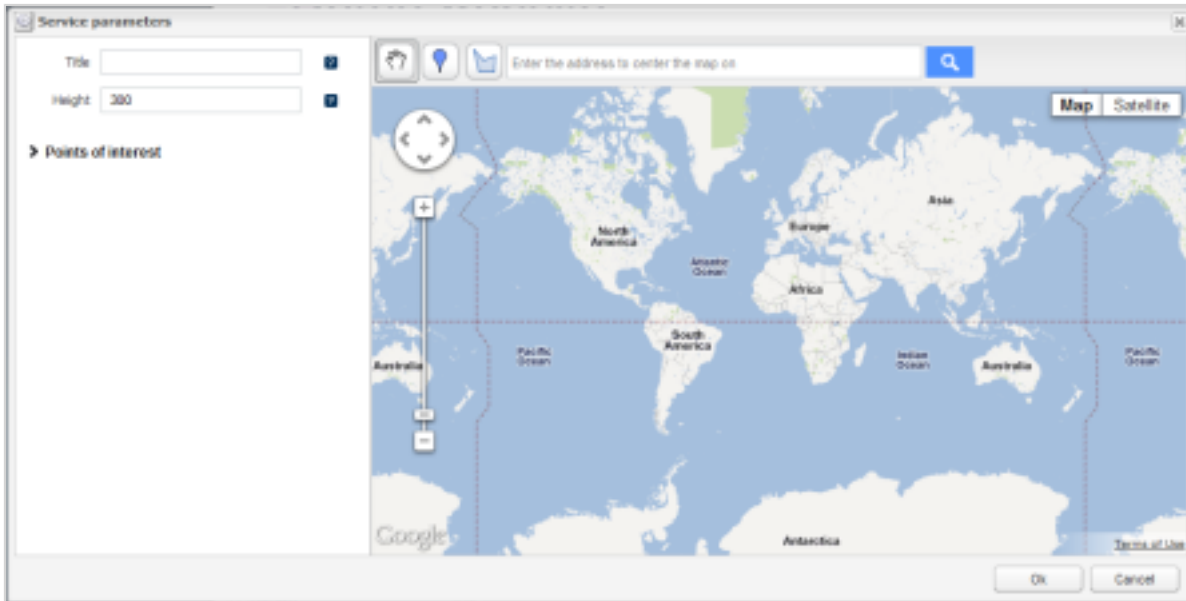 Service parameters
Title
?
Enter the address to center the map on
Height 380
?
Map Satellite
Points of interest
Asia
North
America
Europe
Atlantic
Ocean
Africa
South
America
Pacific
Ocean
Indian
Ocean
Pacific
Ocean
Australia
Australia
Google
Antarctica
Terms of Use
Ok
Cancel